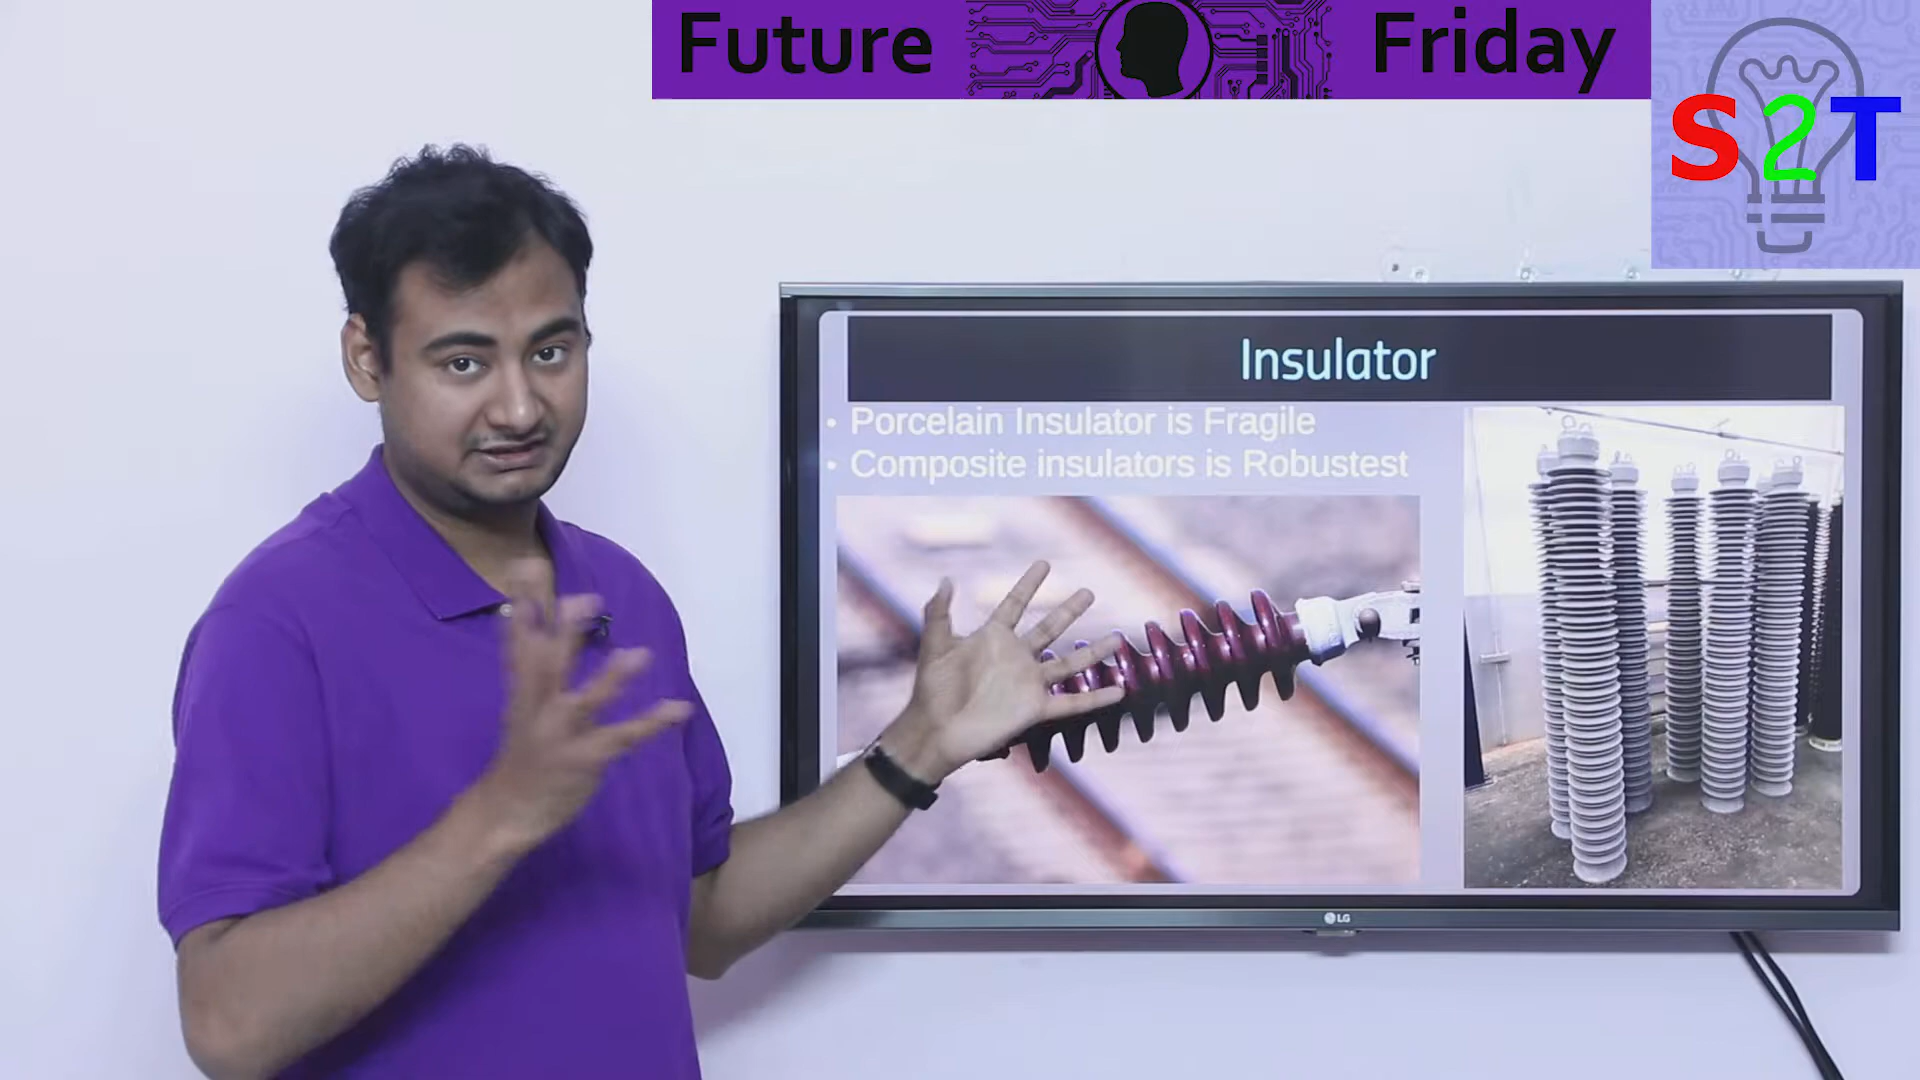 Future Friday
S2T
Insulator
• Porcelain Insulator is Fragile
• Composite insulators is Robustest
LG